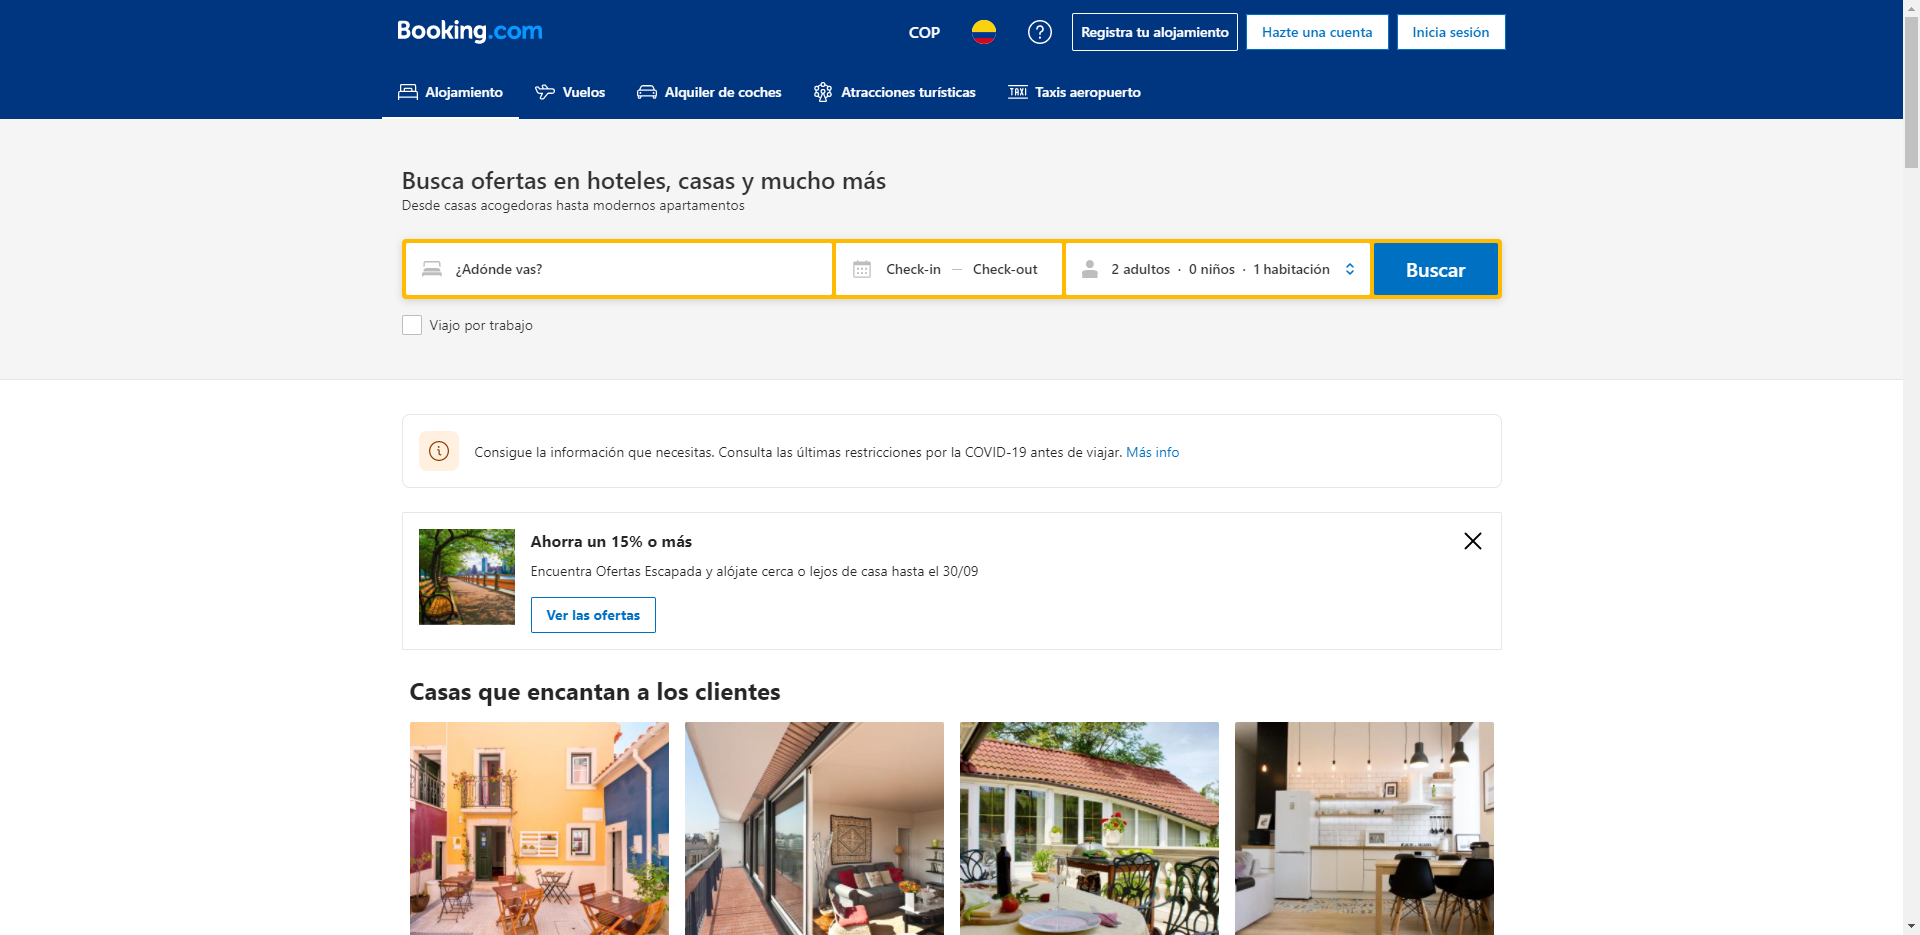 Booking.com
COP
Registra tu alojamiento
Hazte una cuenta
Inicia sesión
Alojamiento
Vuelos
Alquiler de coches
Atracciones turísticas
TAXI
Taxis aeropuerto
Busca ofertas en hoteles, casas y mucho más
Desde casas acogedoras hasta modernos apartamentos
¿Adónde vas?
Check-in — Check-out
2 adultos · 0 niños · 1 habitación
Buscar
Viajo por trabajo
Consigue la información que necesitas. Consulta las últimas restricciones por la COVID-19 antes de viajar. Más info
Ahorra un 15% o más
Encuentra Ofertas Escapada y alójate cerca o lejos de casa hasta el 30/09
Ver las ofertas
Casas que encantan a los clientes